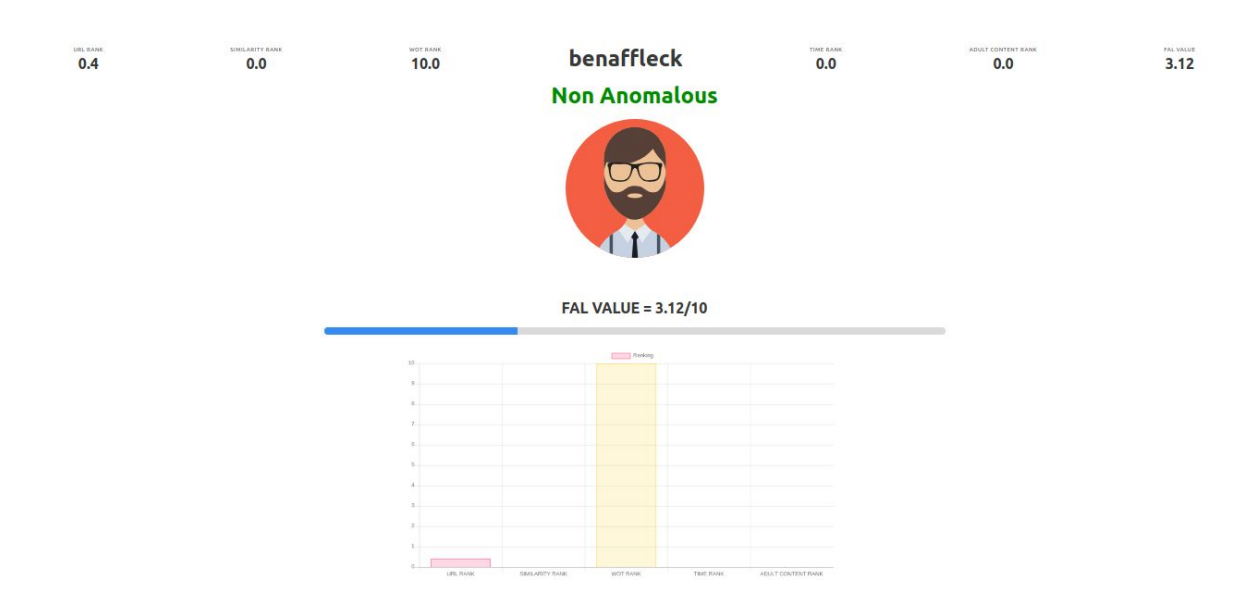 URL RANK SIMILARITY RANK WOT RANK benaffleck TIME RANK ADULT CONTENT RANK FAL VALUE
0.4 0.0 10.0 0.0 0.0 3.12
Non Anomalous
FAL VALUE = 3.12/10
Ranking
10
9
8
7
6
5
4
3
2
1
0
URL RANK SIMILARITY RANK WOT RANK TIME RANK ADULT CONTENT RANK